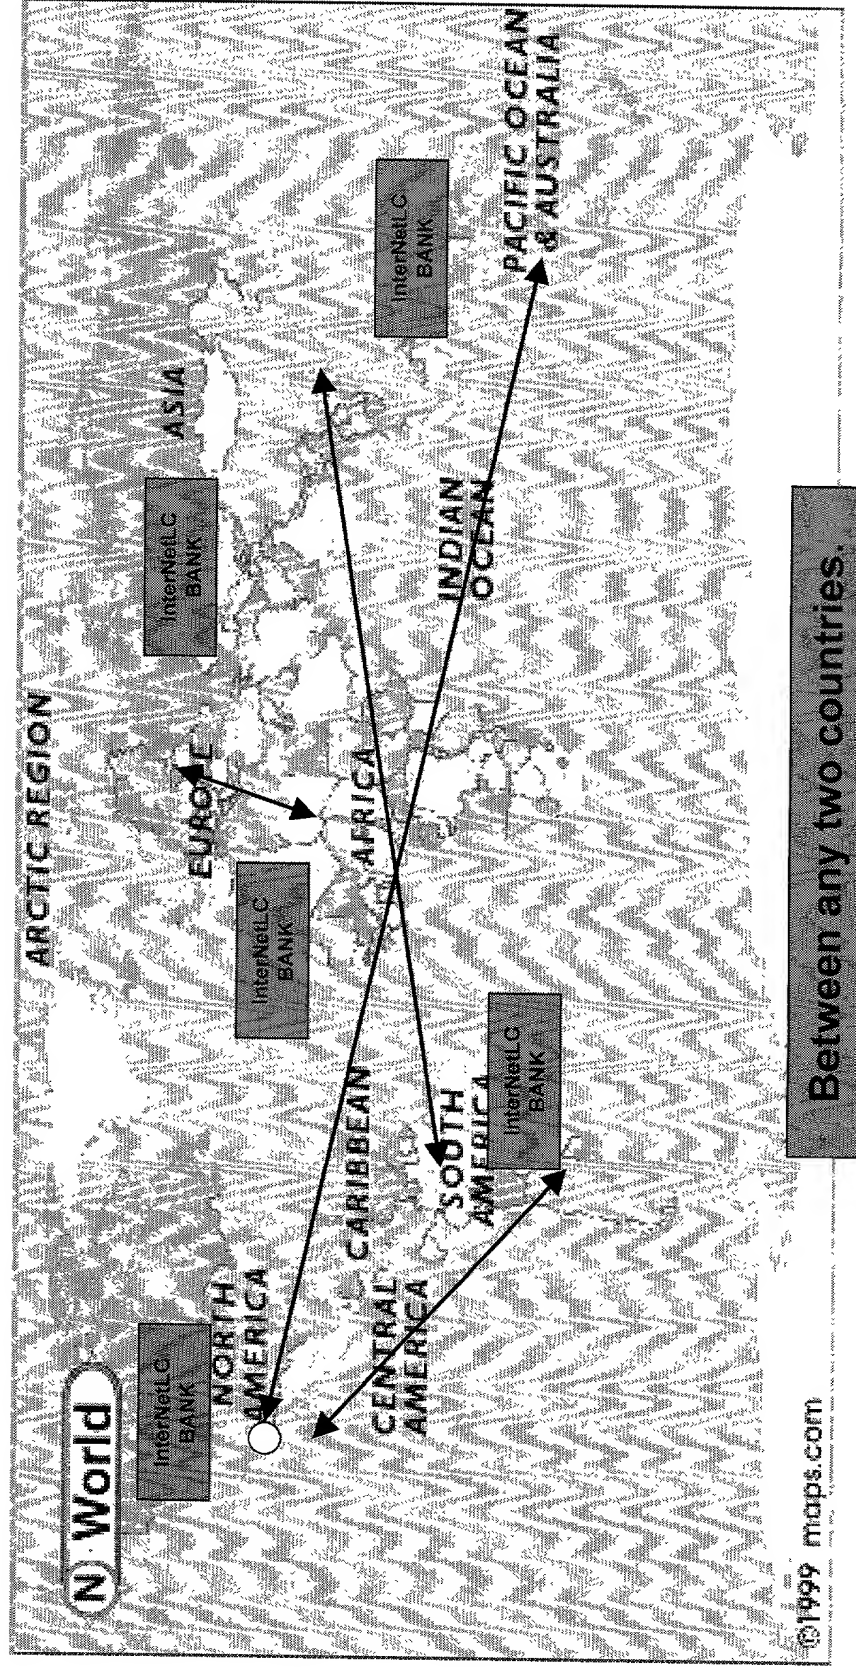 N World
ARCTIC REGION
InterNetLC
BANK
NORTH
AMERICA
InterNetLC
BANK
EUROPE
InterNetLC
BANK
ASIA
CARIBBEAN
CENTRAL
AMERICA
AFRICA
InterNetLC
BANK
SOUTH
AMERICA
InterNetLC
BANK
INDIAN
OCEAN
PACIFIC OCEAN
& AUSTRALIA
©1999 maps.com
Between any two countries.